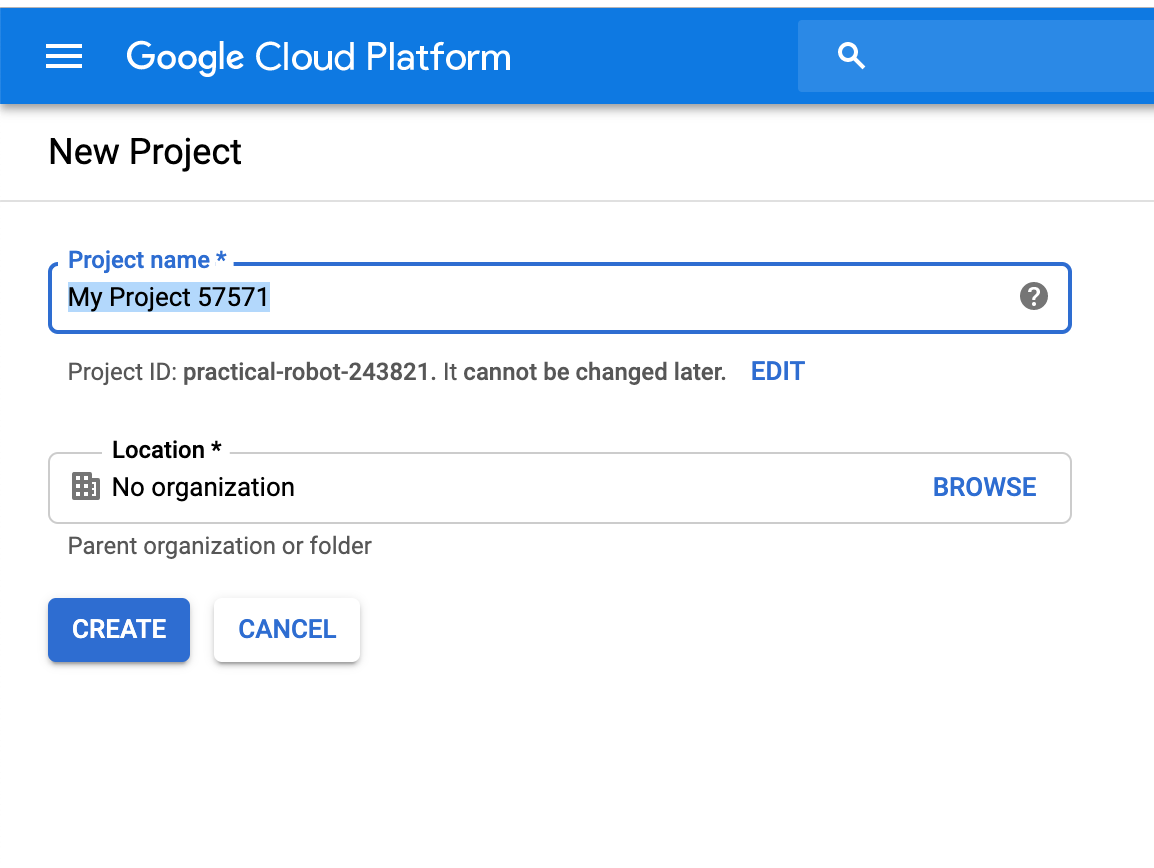 Google Cloud Platform
New Project
Project name *
My Project 57571
Project ID: practical-robot-243821. It cannot be changed later. EDIT
Location *
No organization BROWSE
Parent organization or folder
CREATE CANCEL